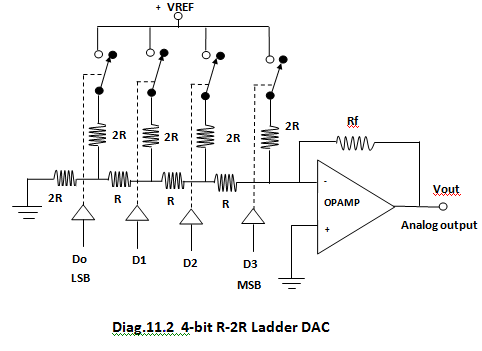 + VREF
2R 2R 2R 2R
Rf
2R R R R
-
OPAMP
+
Vout
Analog output
Do D1 D2 D3
LSB MSB
Diag.11.2 4-bit R-2R Ladder DAC